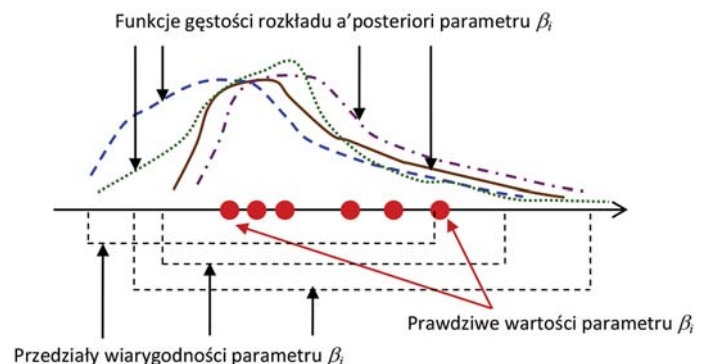 Funkcje gęstości rozkładu a'posteriori parametru βi
Prawdziwe wartości parametru βi
Przedziały wiarygodności parametru βi